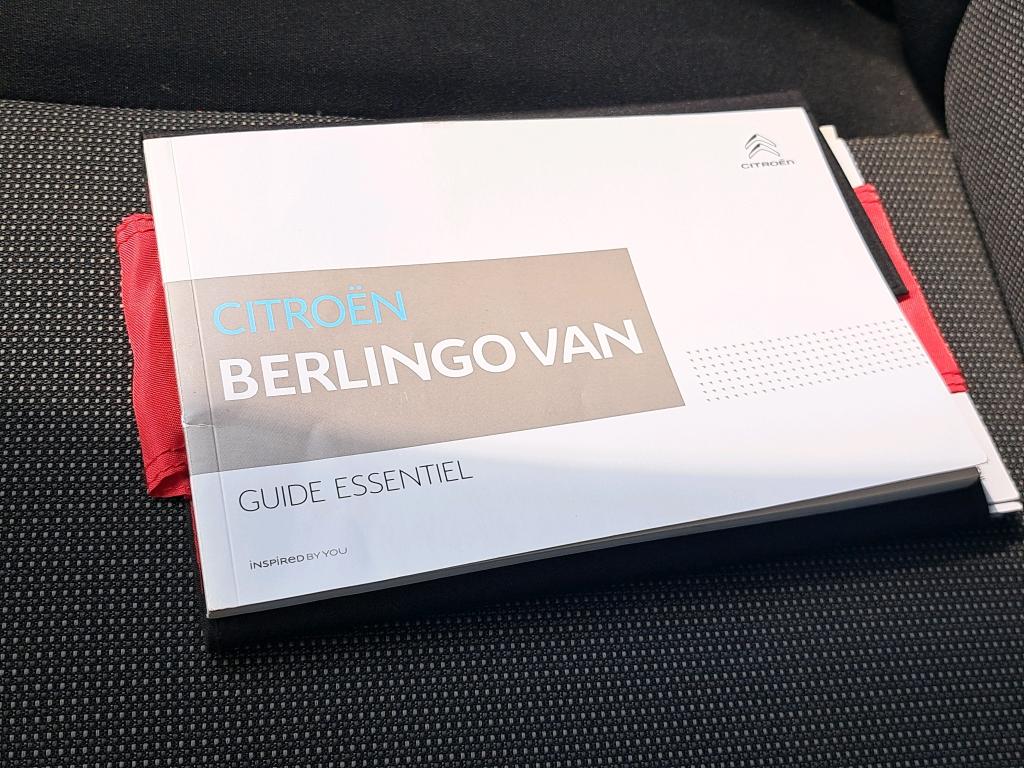 CITROËN
CITROËN
BERLINGO VAN
GUIDE ESSENTIEL
INSPIRED BY YOU